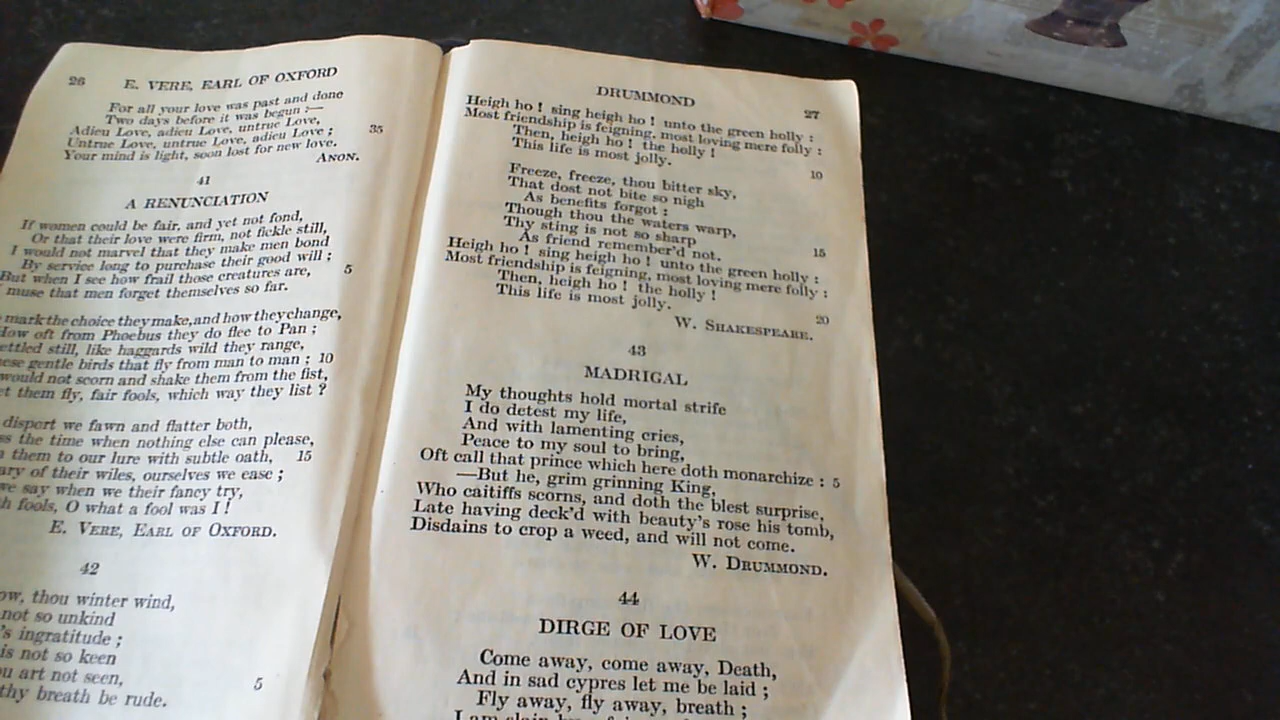 26 E. VERE, EARL OF OXFORD
For all your love was past and done
Two days before it was begun :—
Adieu Love, adieu Love, untrue Love, 35
Untrue Love, untrue Love, adieu Love ;
Your mind is light, soon lost for new love.
ANON.
41
A RENUNCIATION
If women could be fair, and yet not fond,
Or that their love were firm, not fickle still,
I would not marvel that they make men bond
By service long to purchase their good will ;
But when I see how frail those creatures are, 5
muse that men forget themselves so far.
mark the choice they make, and how they change,
How oft from Phoebus they do flee to Pan ;
ettled still, like haggards wild they range,
ese gentle birds that fly from man to man ; 10
would not scorn and shake them from the fist,
et them fly, fair fools, which way they list ?
disport we fawn and flatter both,
ss the time when nothing else can please,
them to our lure with subtle oath, 15
ary of their wiles, ourselves we ease ;
we say when we their fancy try,
h fools, O what a fool was I !
E. VERE, EARL OF OXFORD.
42
ow, thou winter wind,
not so unkind
's ingratitude ;
is not so keen
u art not seen, 5
thy breath be rude.
DRUMMOND 27
Heigh ho ! sing heigh ho ! unto the green holly :
Most friendship is feigning, most loving mere folly :
Then, heigh ho ! the holly !
This life is most jolly. 10
Freeze, freeze, thou bitter sky,
That dost not bite so nigh
As benefits forgot :
Though thou the waters warp,
Thy sting is not so sharp 15
As friend remember'd not.
Heigh ho ! sing heigh ho ! unto the green holly :
Most friendship is feigning, most loving mere folly :
Then, heigh ho ! the holly !
This life is most jolly. 20
W. SHAKESPEARE.
43
MADRIGAL
My thoughts hold mortal strife
I do detest my life,
And with lamenting cries,
Peace to my soul to bring,
Oft call that prince which here doth monarchize : 5
—But he, grim grinning King,
Who caitiffs scorns, and doth the blest surprise,
Late having deck'd with beauty's rose his tomb,
Disdains to crop a weed, and will not come.
W. DRUMMOND.
44
DIRGE OF LOVE
Come away, come away, Death,
And in sad cypres let me be laid ;
Fly away, fly away, breath ;